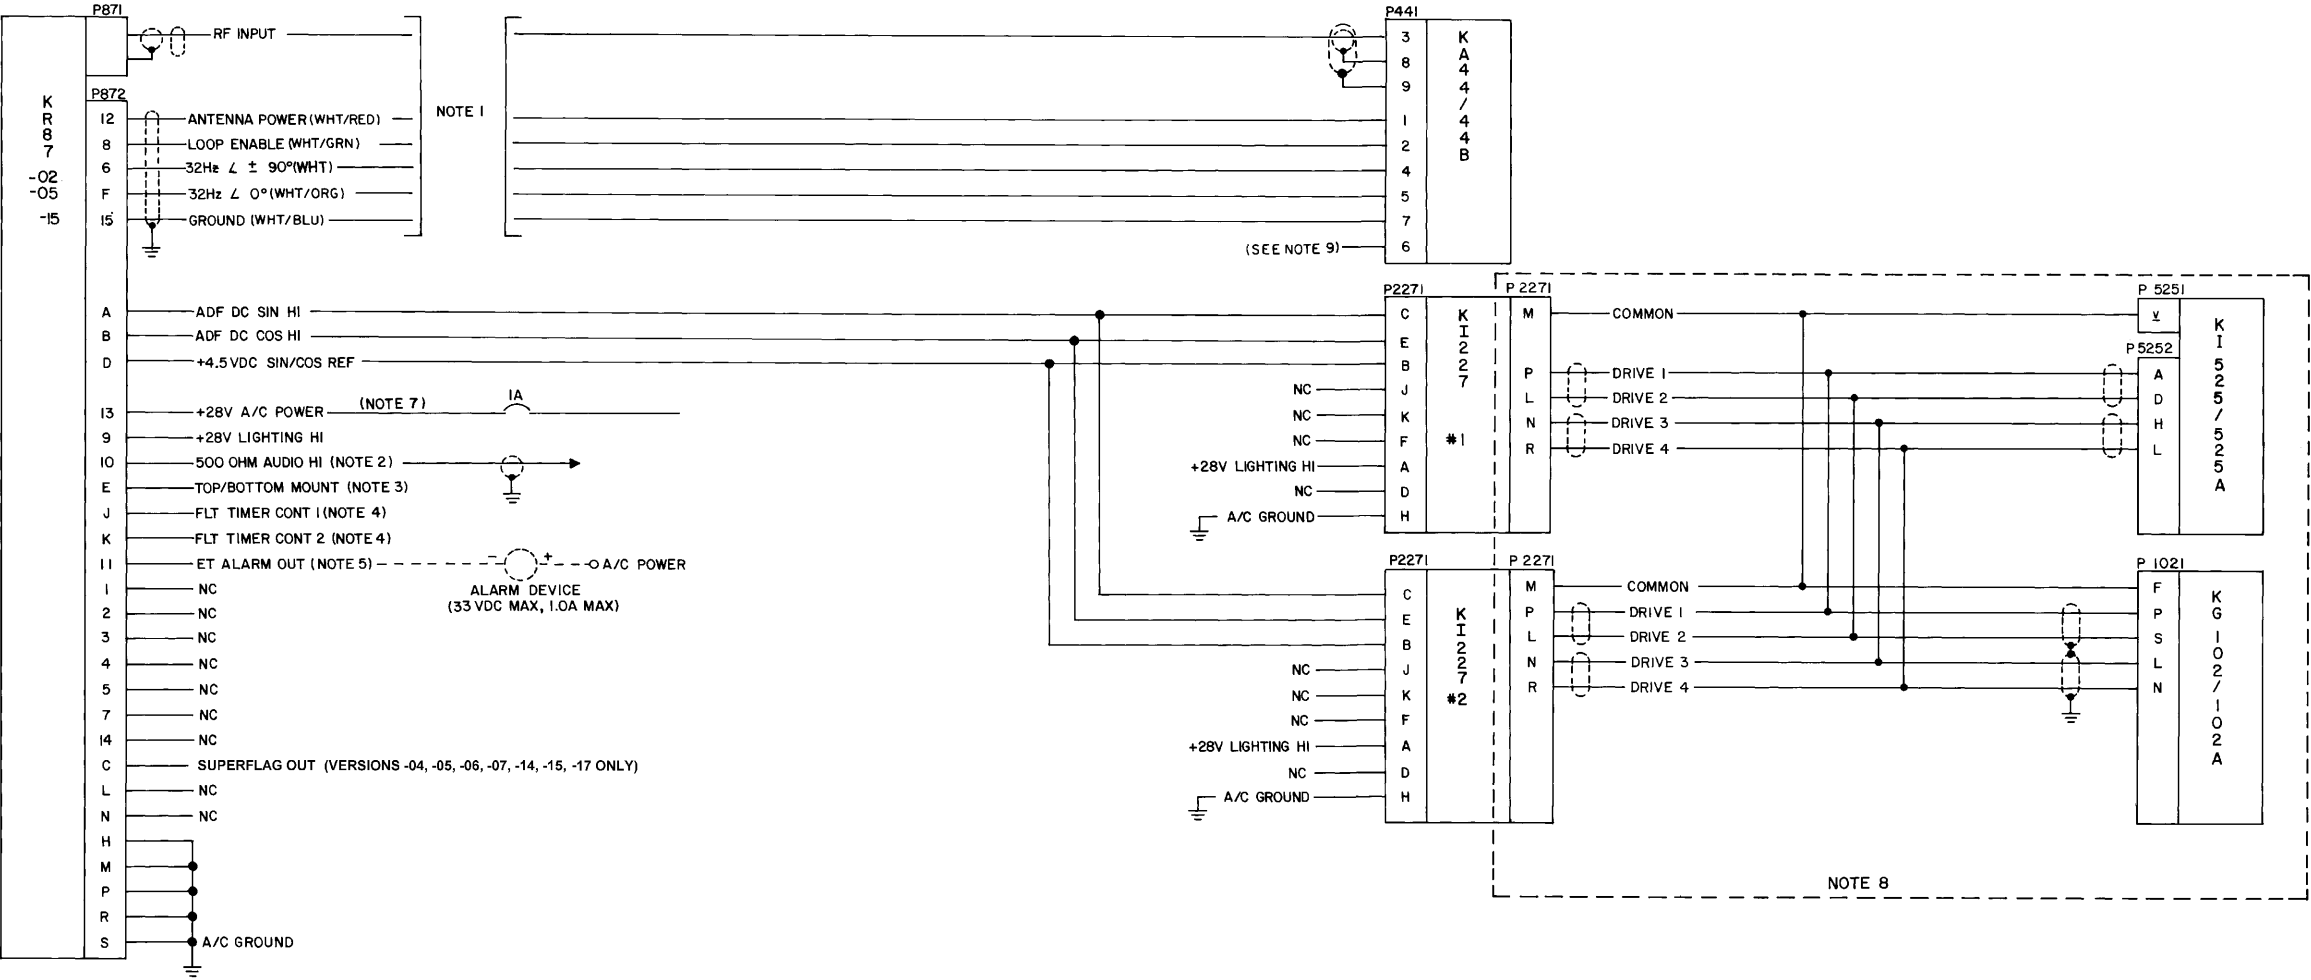 P871
RF INPUT
P872
K
R
8
7
-02
-05
-15
12 ANTENNA POWER (WHT/RED)
8 LOOP ENABLE (WHT/GRN)
6 32Hz ∠ ± 90° (WHT)
F 32Hz ∠ 0° (WHT/ORG)
15 GROUND (WHT/BLU)
NOTE 1
P441
3
8
9
1
2
4
5
7
(SEE NOTE 9) 6
K
A
4
4
/
4
4
B
A ADF DC SIN HI
B ADF DC COS HI
D +4.5 VDC SIN/COS REF
13 +28V A/C POWER (NOTE 7) 1A
9 +28V LIGHTING HI
10 500 OHM AUDIO HI (NOTE 2)
E TOP/BOTTOM MOUNT (NOTE 3)
J FLT TIMER CONT 1 (NOTE 4)
K FLT TIMER CONT 2 (NOTE 4)
11 ET ALARM OUT (NOTE 5) - + A/C POWER
ALARM DEVICE
(33 VDC MAX, 1.0A MAX)
1 NC
2 NC
3 NC
4 NC
5 NC
7 NC
14 NC
C SUPERFLAG OUT (VERSIONS -04, -05, -06, -07, -14, -15, -17 ONLY)
L NC
N NC
H
M
P
R
S A/C GROUND
P2271
C
E
B
NC J
NC K
NC F
+28V LIGHTING HI A
NC D
A/C GROUND H
K
I
2
2
7
#1
P 2271
M COMMON
P DRIVE 1
L DRIVE 2
N DRIVE 3
R DRIVE 4
P 5251
v
P 5252
A
D
H
L
K
I
5
2
5
/
5
2
5
A
P2271
C
E
B
NC J
NC K
NC F
+28V LIGHTING HI A
NC D
A/C GROUND H
K
I
2
2
7
#2
P 2271
M COMMON
P DRIVE 1
L DRIVE 2
N DRIVE 3
R DRIVE 4
P 1021
F
P
S
L
N
K
G
1
0
2
/
1
0
2
A
NOTE 8